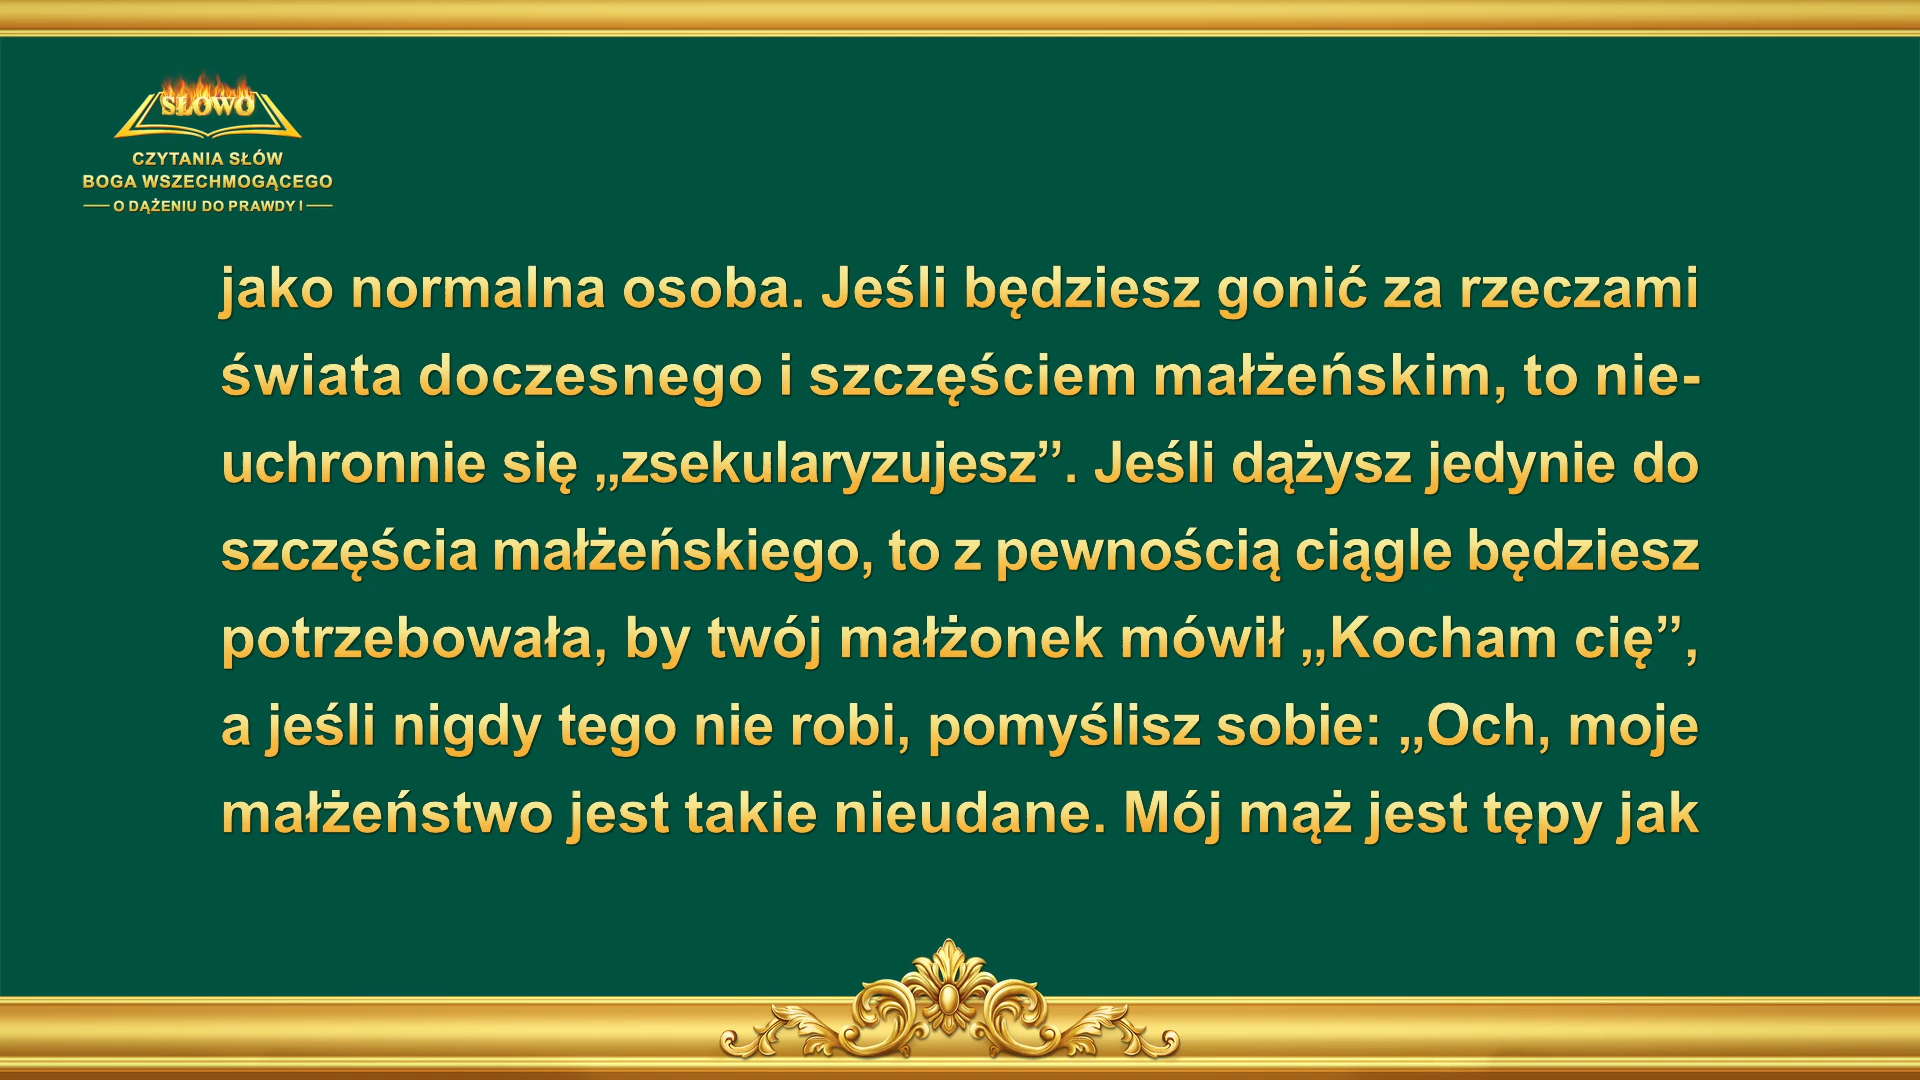 SŁOWO
CZYTANIA SŁÓW
BOGA WSZECHMOGĄCEGO
O DĄŻENIU DO PRAWDY I
jako normalna osoba. Jeśli będziesz gonić za rzeczami
świata doczesnego i szczęściem małżeńskim, to nie-
uchronnie się „zsekularyzujesz”. Jeśli dążysz jedynie do
szczęścia małżeńskiego, to z pewnością ciągle będziesz
potrzebowała, by twój małżonek mówił „Kocham cię”,
a jeśli nigdy tego nie robi, pomyślisz sobie: „Och, moje
małżeństwo jest takie nieudane. Mój mąż jest tępy jak